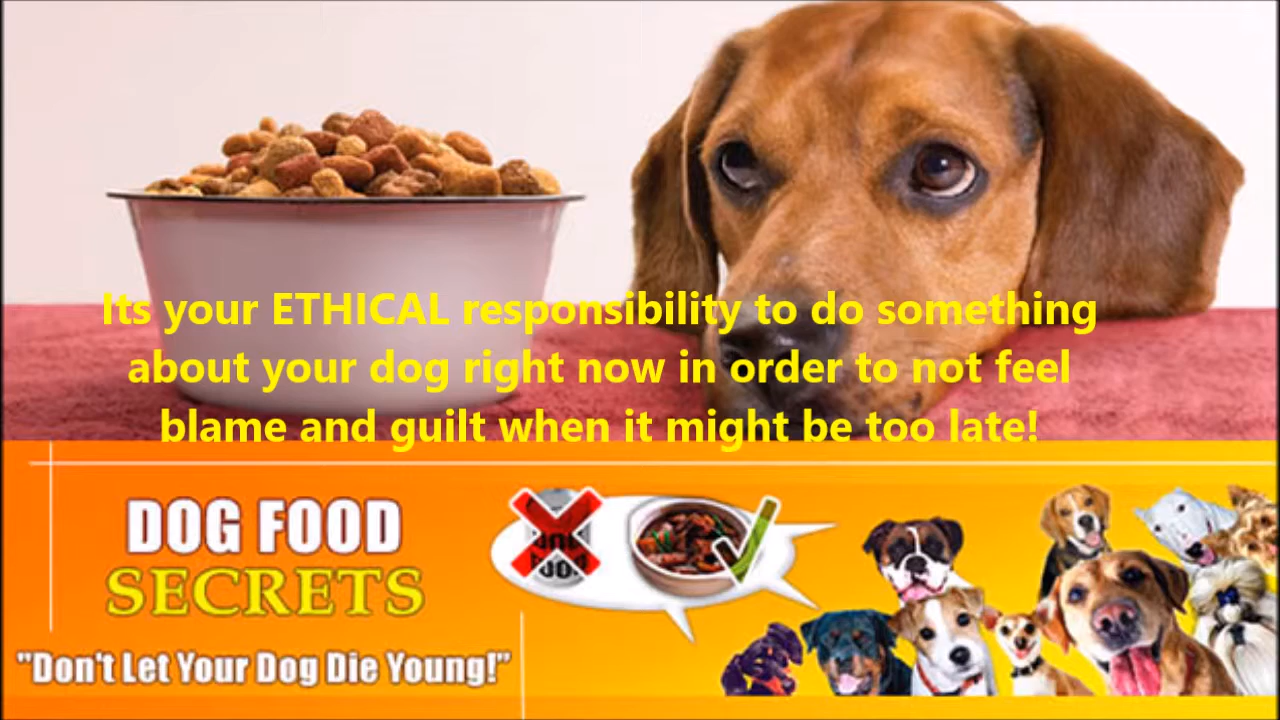 Its your ETHICAL responsibility to do something
about your dog right now in order to not feel
blame and guilt when it might be too late!
DOG FOOD
SECRETS
"Don't Let Your Dog Die Young!"